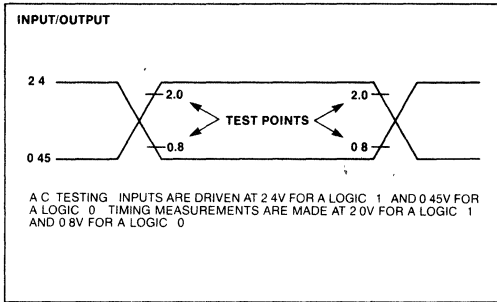 INPUT/OUTPUT
2 4
2.0
2.0
TEST POINTS
0.8
0 8
0 45
A C TESTING INPUTS ARE DRIVEN AT 2 4V FOR A LOGIC 1 AND 0 45V FOR
A LOGIC 0 TIMING MEASUREMENTS ARE MADE AT 2 0V FOR A LOGIC 1
AND 0 8V FOR A LOGIC 0